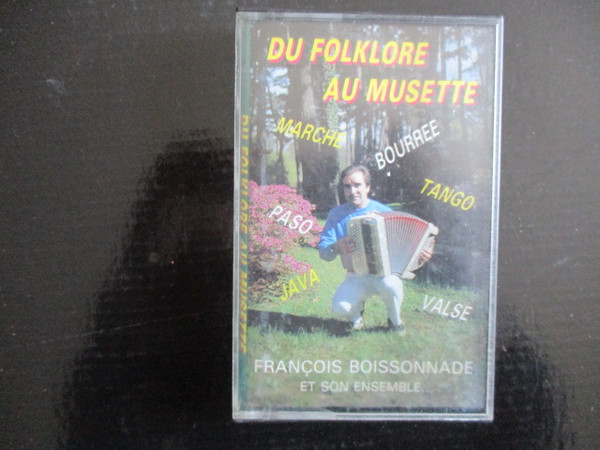 DU FOLKLORE
AU MUSETTE
MARCHE
BOURREE
TANGO
PASO
JAVA
VALSE
FRANÇOIS BOISSONNADE
ET SON ENSEMBLE...
DU FOLKLORE AU MUSETTE